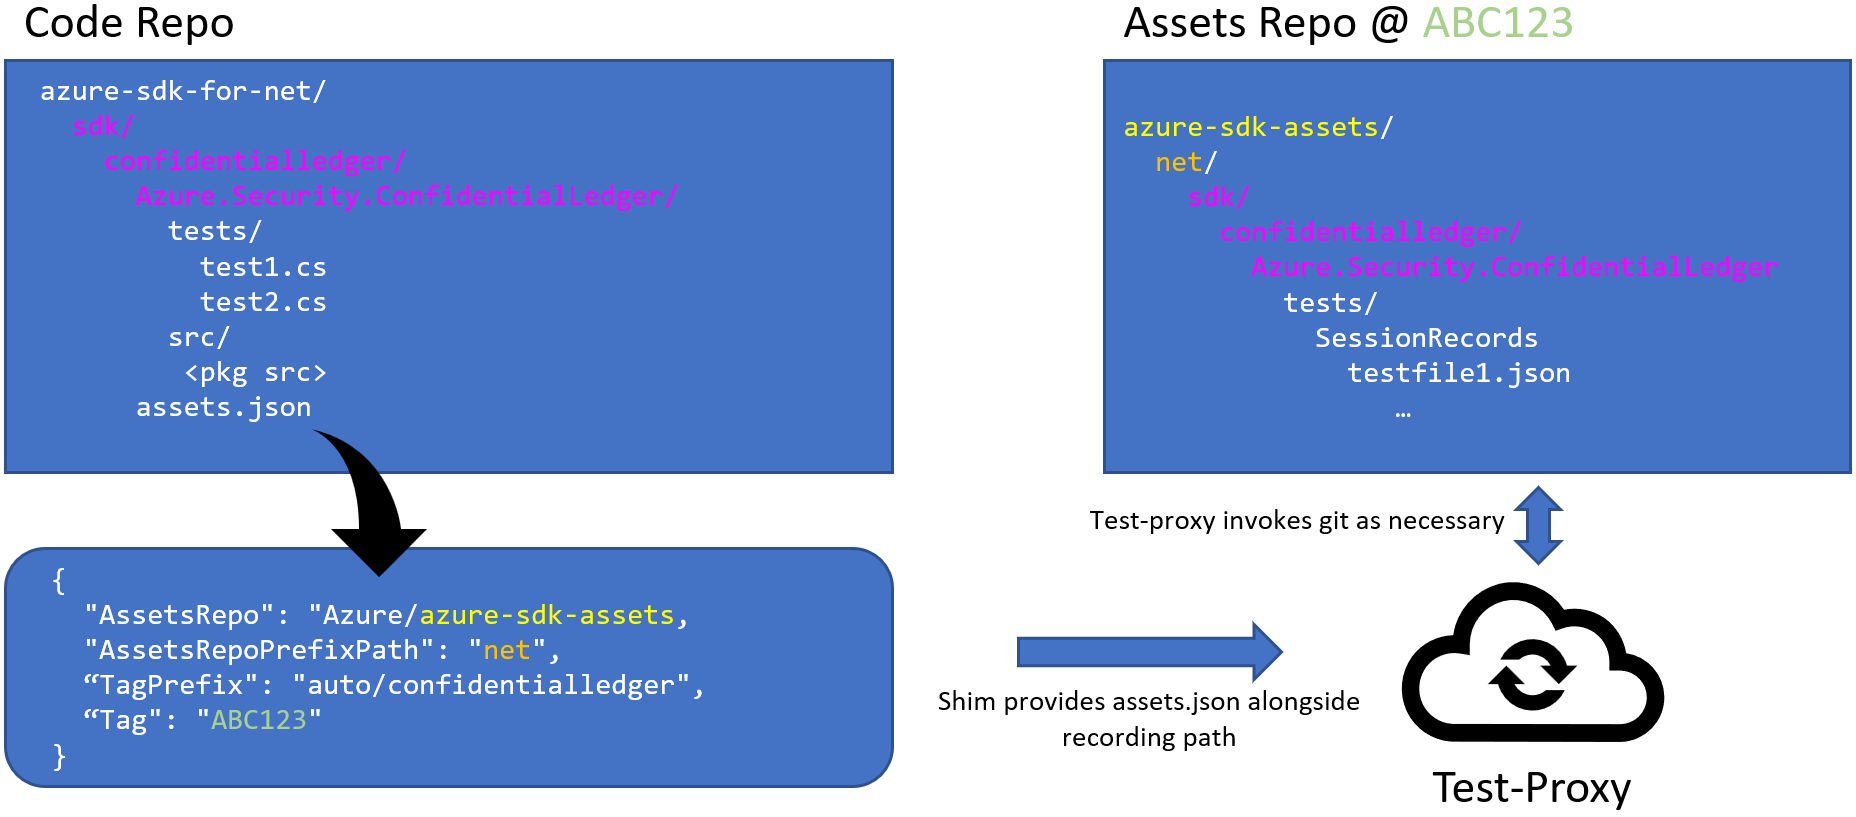 Code Repo
azure-sdk-for-net/
sdk/
confidentialledger/
Azure.Security.ConfidentialLedger/
tests/
test1.cs
test2.cs
src/
<pkg src>
assets.json
{
"AssetsRepo": "Azure/azure-sdk-assets,
"AssetsRepoPrefixPath": "net",
“TagPrefix": "auto/confidentialledger",
“Tag": "ABC123"
}
Assets Repo @ ABC123
azure-sdk-assets/
net/
sdk/
confidentialledger/
Azure.Security.ConfidentialLedger
tests/
SessionRecords
testfile1.json
…
Test-proxy invokes git as necessary
Shim provides assets.json alongside
recording path
Test-Proxy